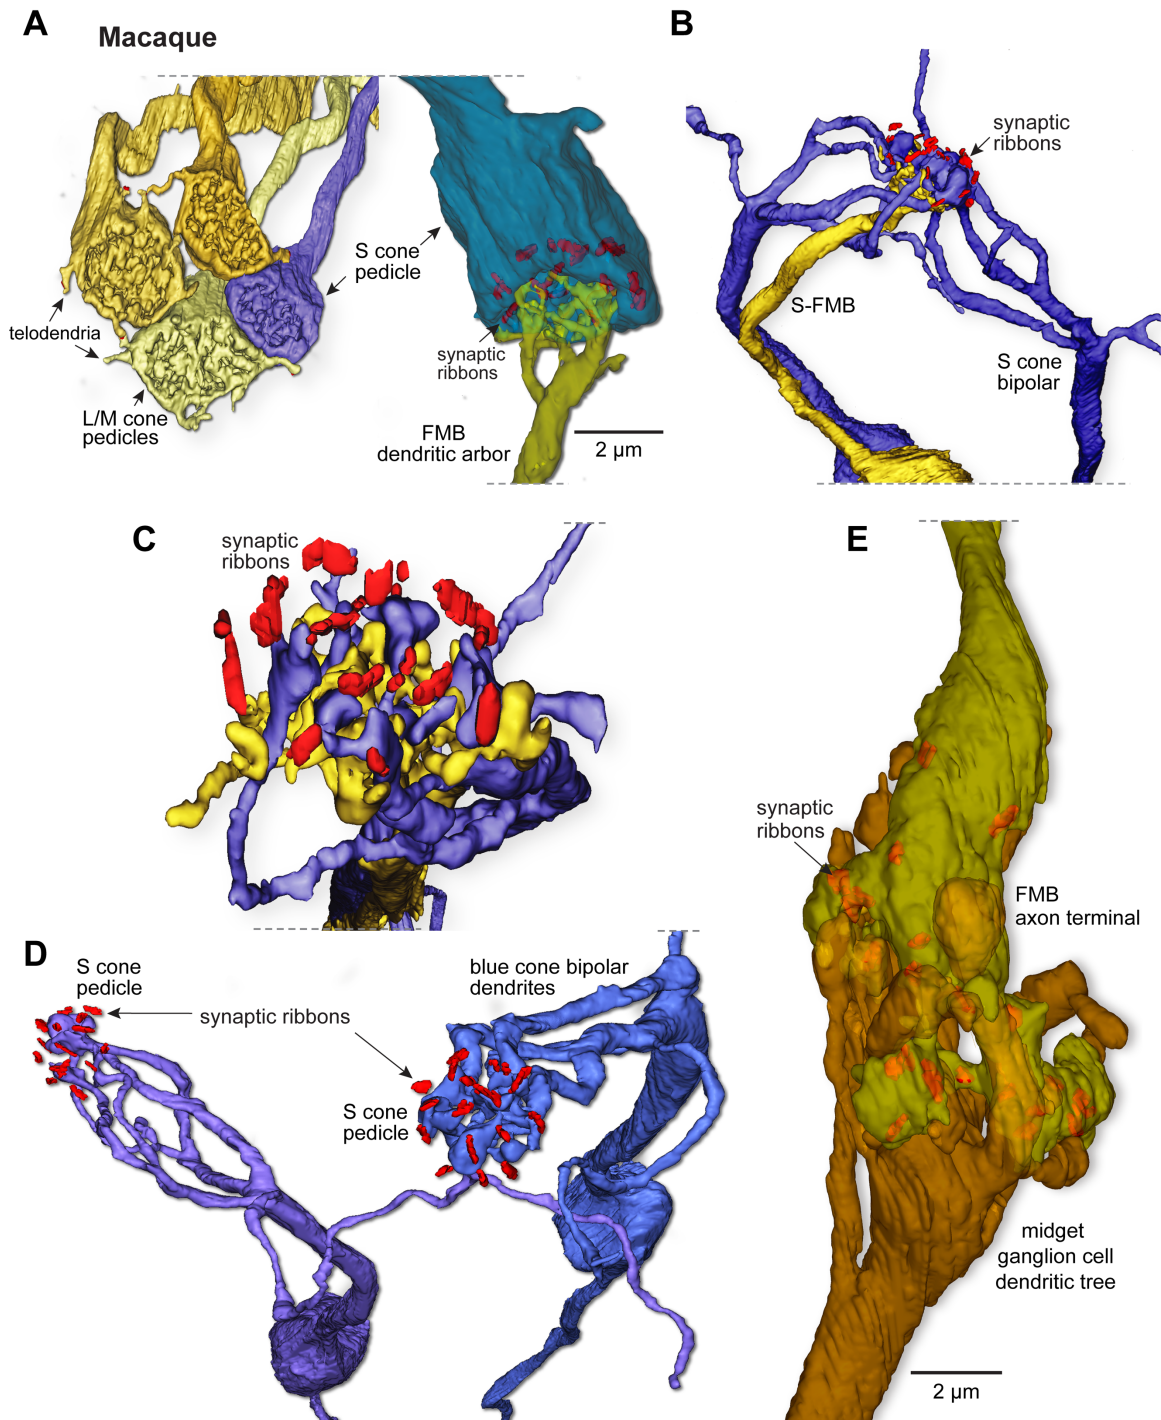 A
Macaque
telodendria
L/M cone
pedicles
S cone
pedicle
synaptic
ribbons
FMB
dendritic arbor
2 µm
B
synaptic
ribbons
S-FMB
S cone
bipolar
C
synaptic
ribbons
D
S cone
pedicle
synaptic ribbons
blue cone bipolar
dendrites
S cone
pedicle
E
synaptic
ribbons
FMB
axon terminal
midget
ganglion cell
dendritic tree
2 µm